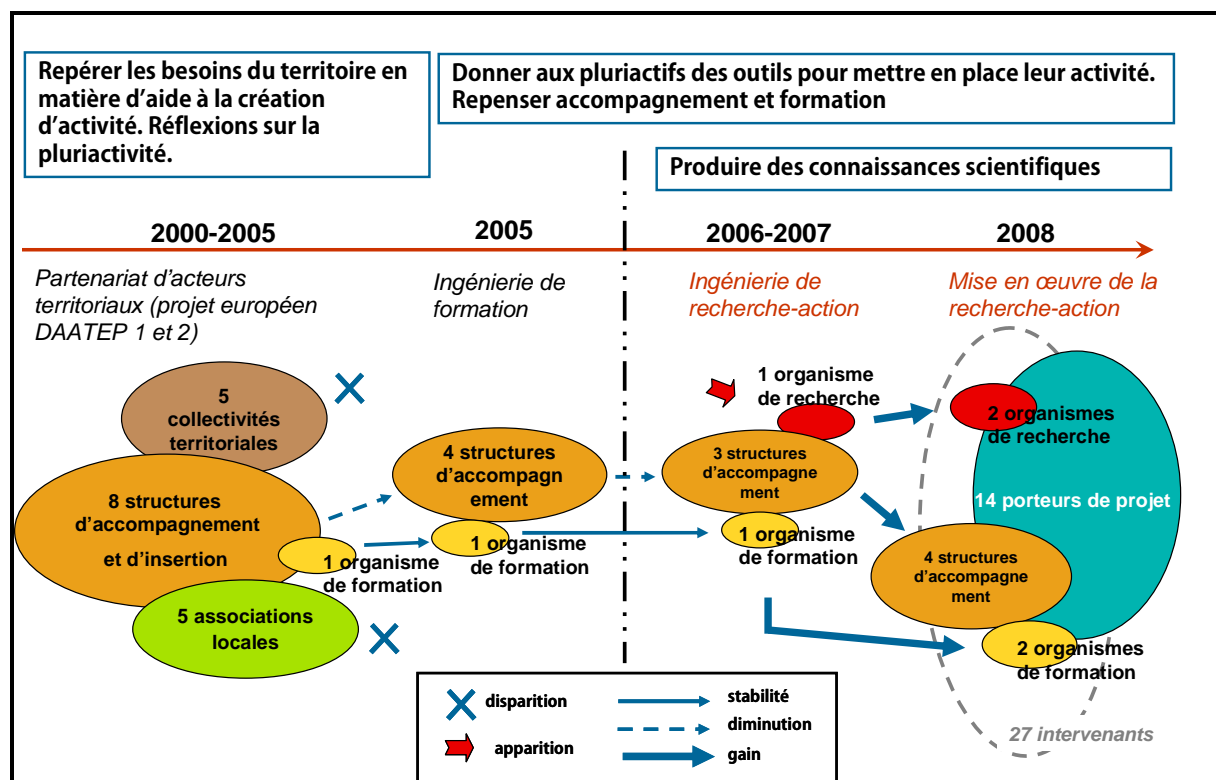 Repérer les besoins du territoire en
matière d'aide à la création
d'activité. Réflexions sur la
pluriactivité.
Donner aux pluriactifs des outils pour mettre en place leur activité.
Repenser accompagnement et formation
Produire des connaissances scientifiques
2000-2005
2005
2006-2007
2008
Partenariat d'acteurs
territoriaux (projet européen
DAATEP 1 et 2)
Ingénierie de
formation
Ingénierie de
recherche-action
Mise en œuvre de la
recherche-action
5
collectivités
territoriales
8 structures
d'accompagnement
et d'insertion
1 organisme
de formation
5 associations
locales
4 structures
d'accompagn
ement
1 organisme
de formation
1 organisme
de recherche
3 structures
d'accompagne
ment
1 organisme
de formation
2 organismes
de recherche
14 porteurs de projet
4 structures
d'accompagne
ment
2 organismes
de formation
27 intervenants
disparition
apparition
stabilité
diminution
gain